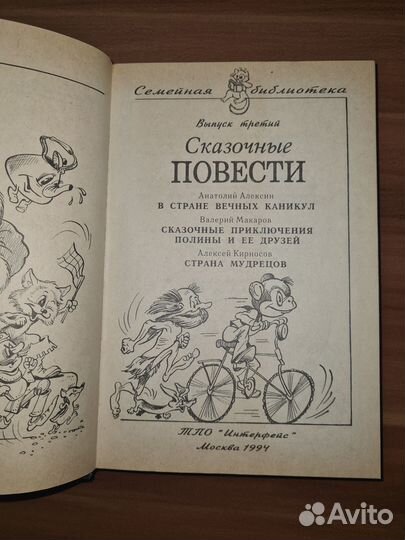 Семейная библиотека
Выпуск третий
Сказочные
ПОВЕСТИ
Анатолий Алексин
В СТРАНЕ ВЕЧНЫХ КАНИКУЛ
Валерий Макаров
СКАЗОЧНЫЕ ПРИКЛЮЧЕНИЯ
ПОЛИНЫ И ЕЕ ДРУЗЕЙ
Алексей Кирносов
СТРАНА МУДРЕЦОВ
ТПО "Интерфейс"
Москва 1994
Avito